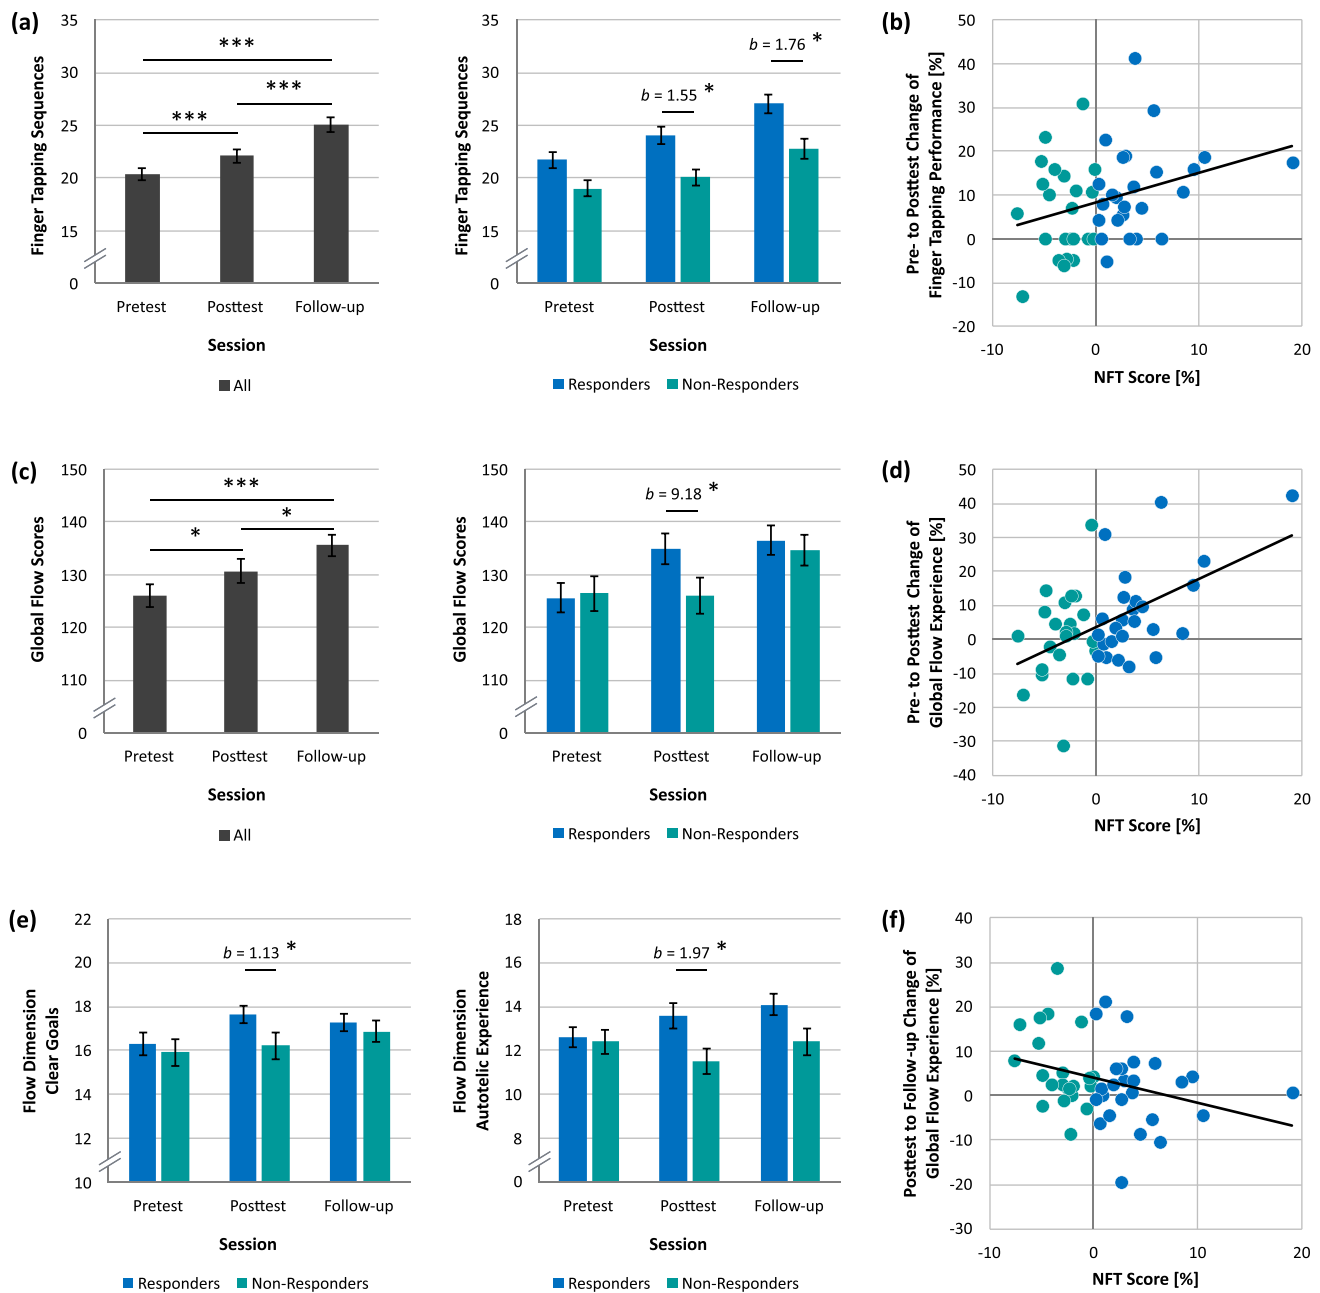 (a)
35
30
25
20
15
0
Finger Tapping Sequences
***
***
***
Pretest
Posttest
Follow-up
Session
All
35
30
25
20
15
0
Finger Tapping Sequences
b = 1.55 *
b = 1.76 *
Pretest
Posttest
Follow-up
Session
Responders
Non-Responders
(b)
50
40
30
20
10
0
-10
-20
Pre- to Posttest Change of
Finger Tapping Performance [%]
-10
0
10
20
NFT Score [%]
(c)
150
140
130
120
110
0
Global Flow Scores
***
*
*
Pretest
Posttest
Follow-up
Session
All
150
140
130
120
110
0
Global Flow Scores
b = 9.18 *
Pretest
Posttest
Follow-up
Session
Responders
Non-Responders
(d)
50
40
30
20
10
0
-10
-20
-30
-40
Pre- to Posttest Change of
Global Flow Experience [%]
-10
0
10
20
NFT Score [%]
(e)
22
20
18
16
14
12
10
Flow Dimension
Clear Goals
b = 1.13 *
Pretest
Posttest
Follow-up
Session
Responders
Non-Responders
18
16
14
12
10
8
0
Flow Dimension
Autotelic Experience
b = 1.97 *
Pretest
Posttest
Follow-up
Session
Responders
Non-Responders
(f)
40
30
20
10
0
-10
-20
-30
Posttest to Follow-up Change of
Global Flow Experience [%]
-10
0
10
20
NFT Score [%]